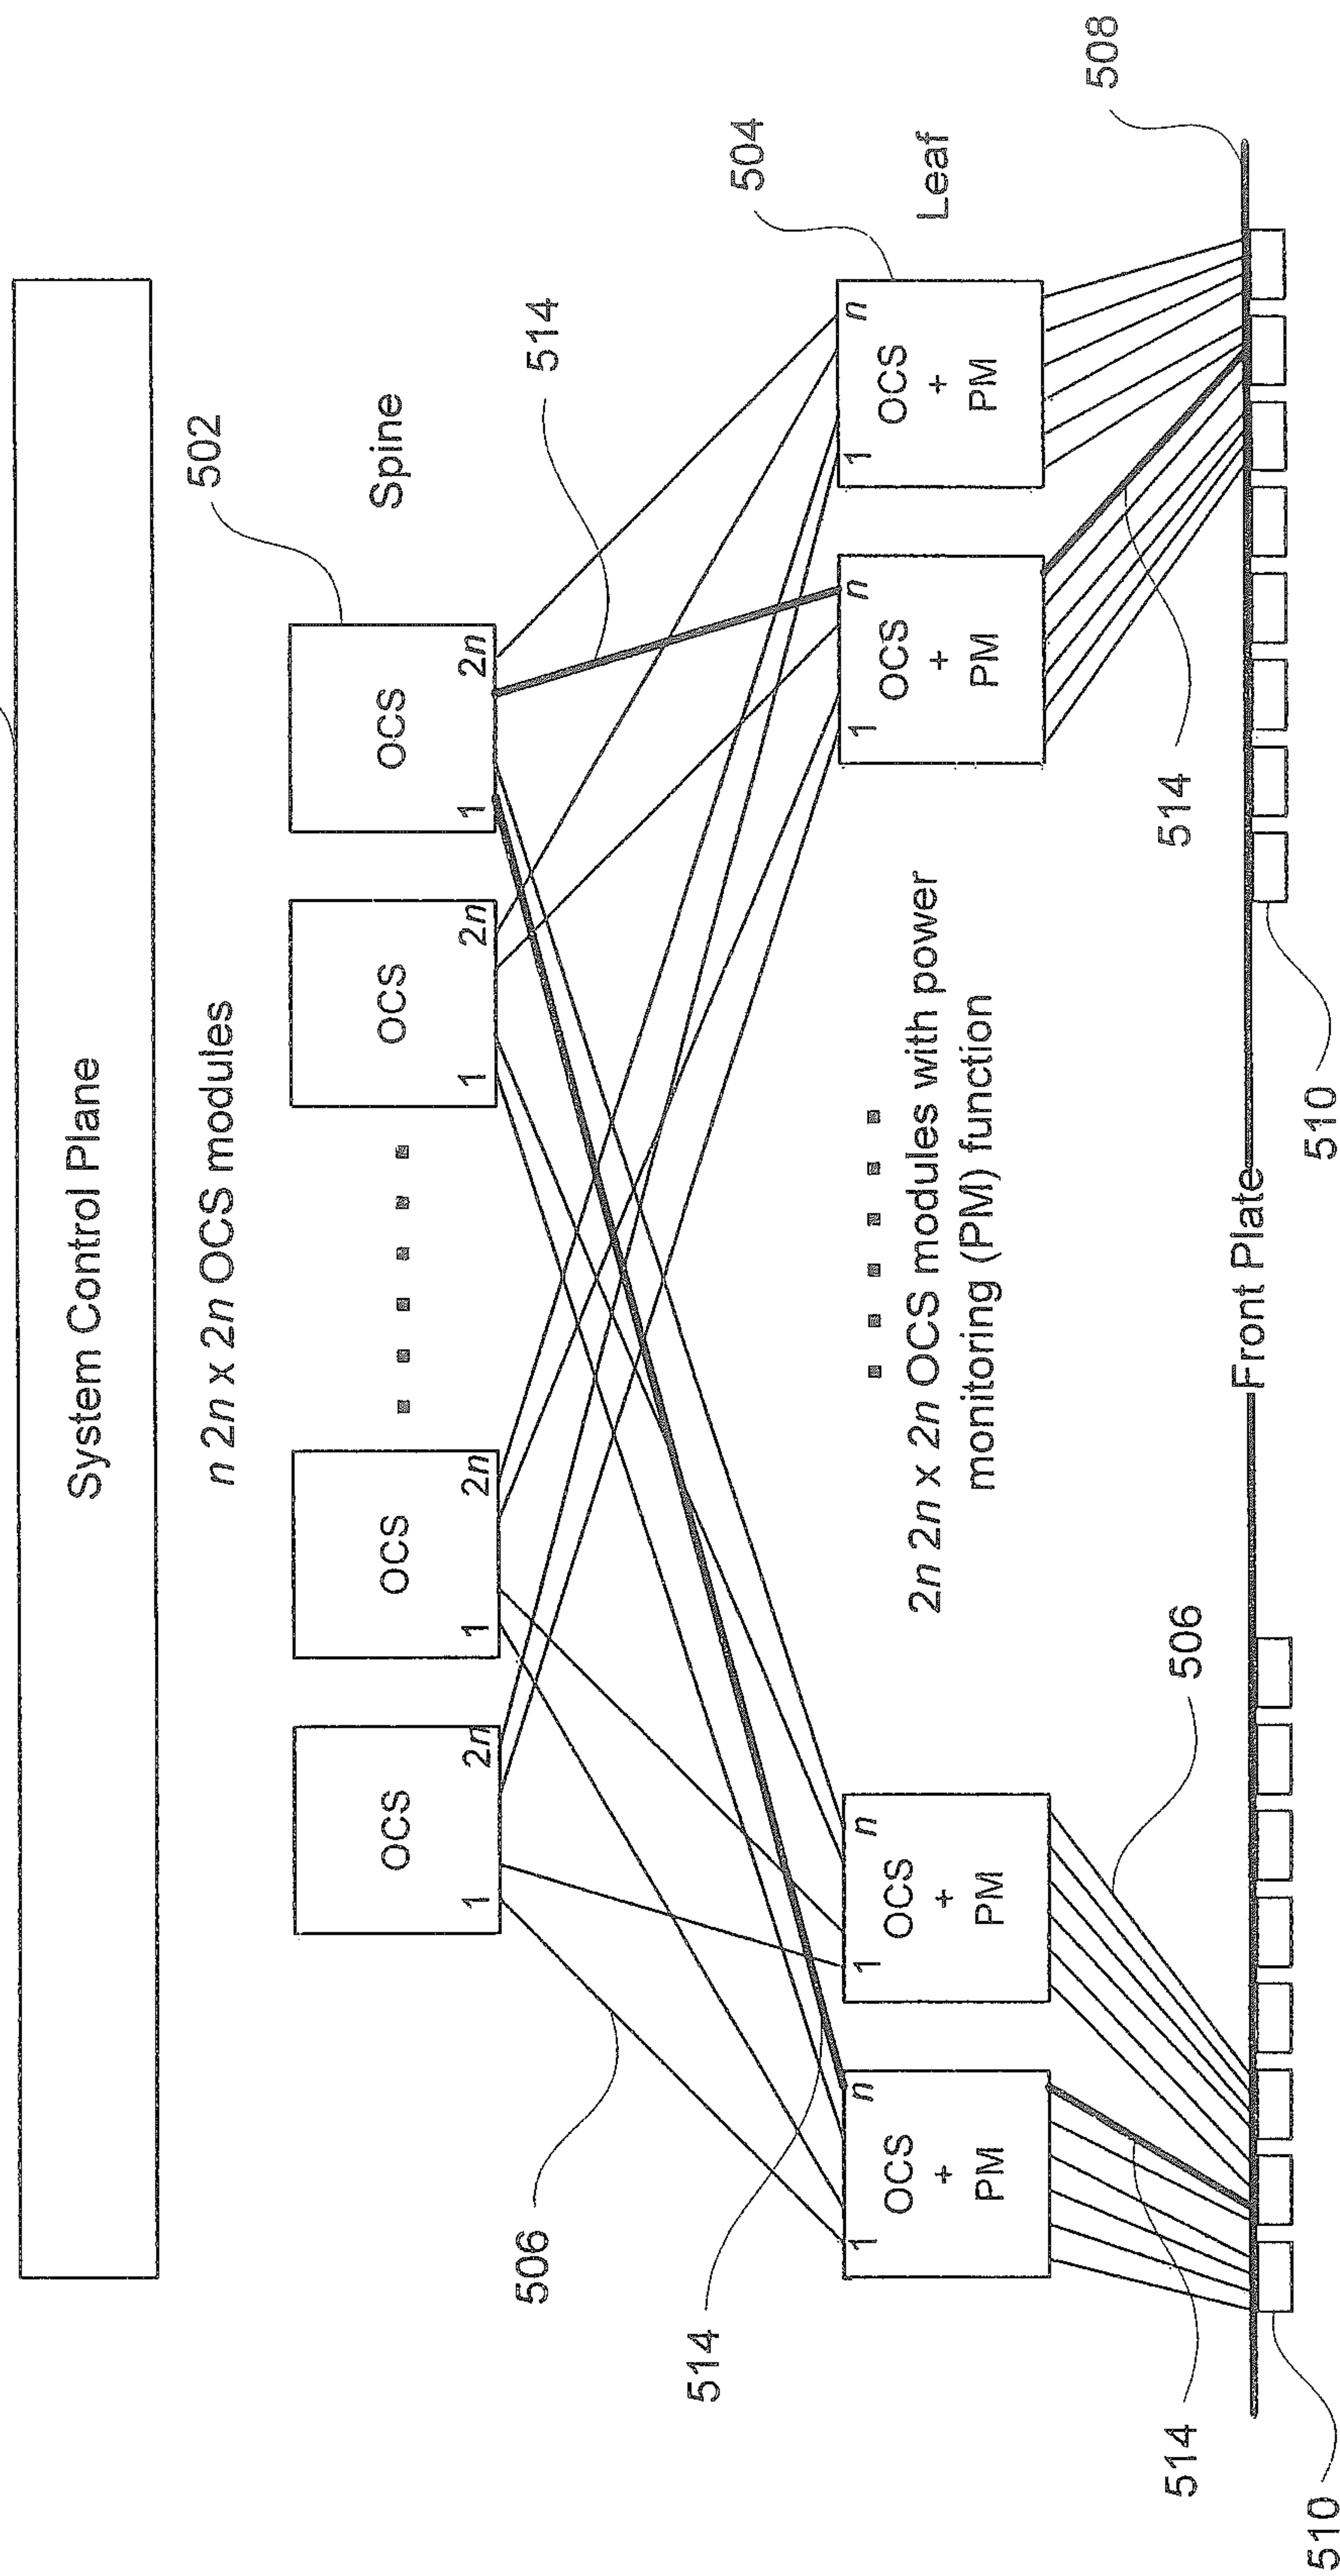 System Control Plane
n 2n x 2n OCS modules
502
Spine
OCS
1
2n
OCS
1
2n
OCS
1
2n
OCS
1
2n
514
506
514
504
Leaf
1
n
OCS
+
PM
1
n
OCS
+
PM
1
n
OCS
+
PM
1
n
OCS
+
PM
2n 2n x 2n OCS modules with power
monitoring (PM) function
506
514
514
508
Front Plate
510
510